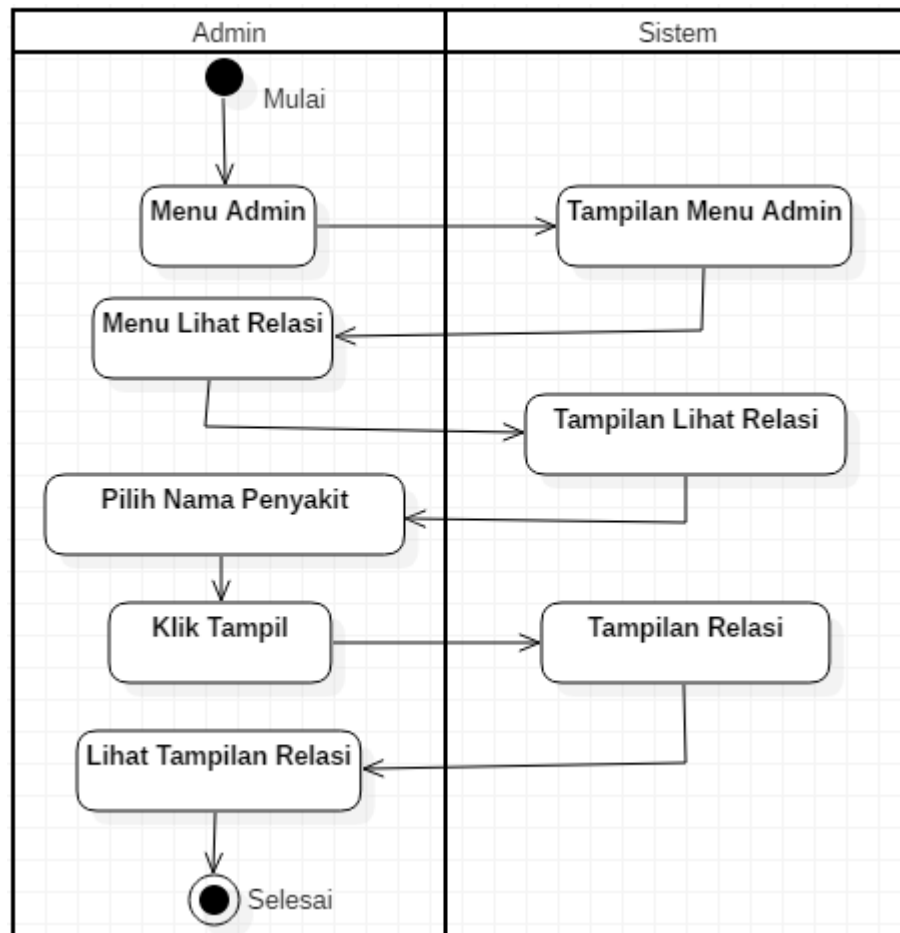 Admin
Sistem
Mulai
Menu Admin
Tampilan Menu Admin
Menu Lihat Relasi
Tampilan Lihat Relasi
Pilih Nama Penyakit
Klik Tampil
Tampilan Relasi
Lihat Tampilan Relasi
Selesai